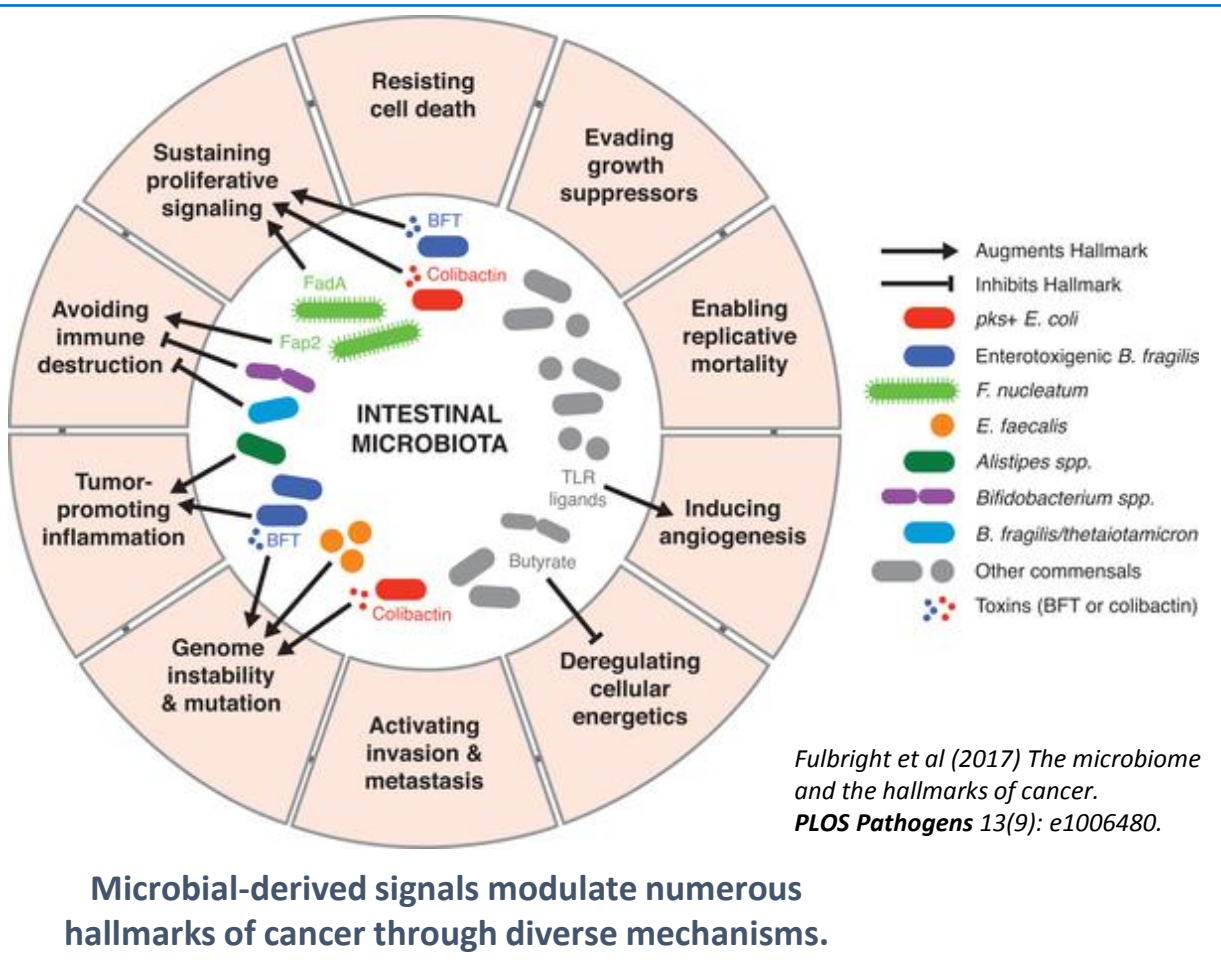 Resisting
cell death
Evading
growth
suppressors
Enabling
replicative
mortality
Inducing
angiogenesis
Deregulating
cellular
energetics
Activating
invasion &
metastasis
Genome
instability
& mutation
Tumor-
promoting
inflammation
Avoiding
immune
destruction
Sustaining
proliferative
signaling
BFT
Colibactin
FadA
Fap2
INTESTINAL
MICROBIOTA
TLR
ligands
Butyrate
BFT
Colibactin
Augments Hallmark
Inhibits Hallmark
pks+ E. coli
Enterotoxigenic B. fragilis
F. nucleatum
E. faecalis
Alistipes spp.
Bifidobacterium spp.
B. fragilis/thetaiotamicron
Other commensals
Toxins (BFT or colibactin)
Fulbright et al (2017) The microbiome
and the hallmarks of cancer.
PLOS Pathogens 13(9): e1006480.
Microbial-derived signals modulate numerous
hallmarks of cancer through diverse mechanisms.